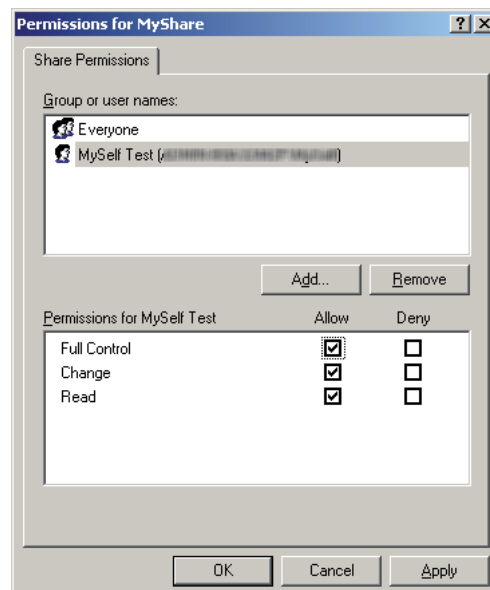 Permissions for MyShare
Share Permissions
Group or user names:
Everyone
MySelf Test (
Add... Remove
Permissions for MySelf Test Allow Deny
Full Control
Change
Read
OK Cancel Apply